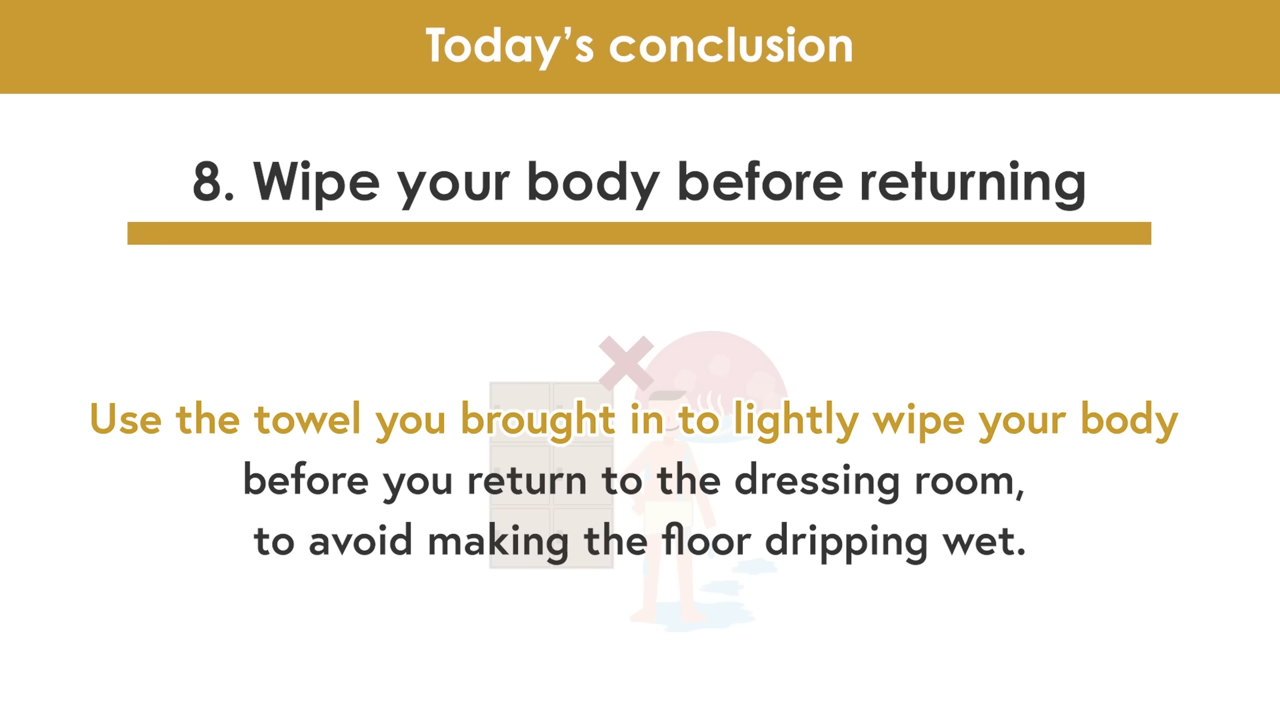 Today’s conclusion
8. Wipe your body before returning
Use the towel you brought in to lightly wipe your body
before you return to the dressing room,
to avoid making the floor dripping wet.